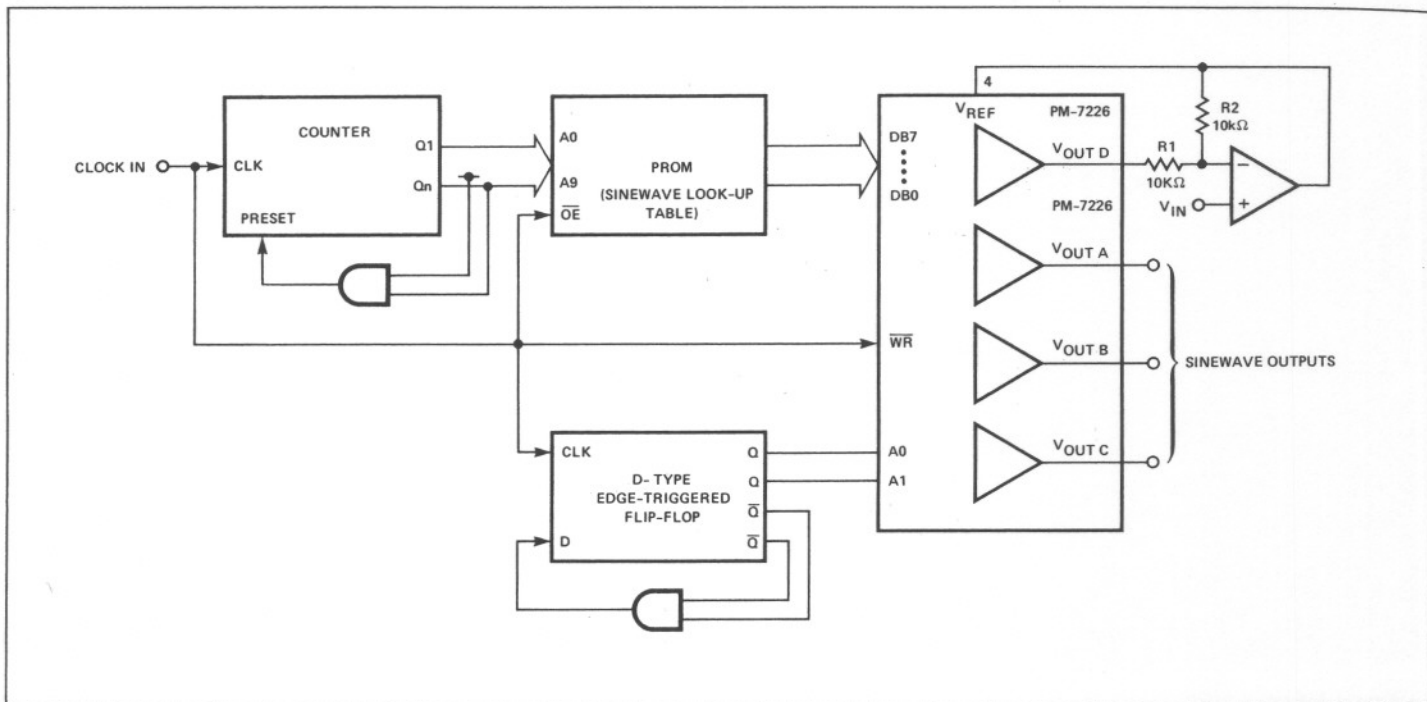 COUNTER
CLOCK IN
CLK
Q1
Qn
PRESET
A0
A9
OE
PROM
(SINEWAVE LOOK-UP
TABLE)
4
VREF
PM-7226
DB7
DB0
PM-7226
VOUT D
R1
10KΩ
R2
10kΩ
−
+
VIN
VOUT A
VOUT B
VOUT C
SINEWAVE OUTPUTS
WR
A0
A1
CLK
D
D- TYPE
EDGE-TRIGGERED
FLIP-FLOP
Q
Q
Q̅
Q̅